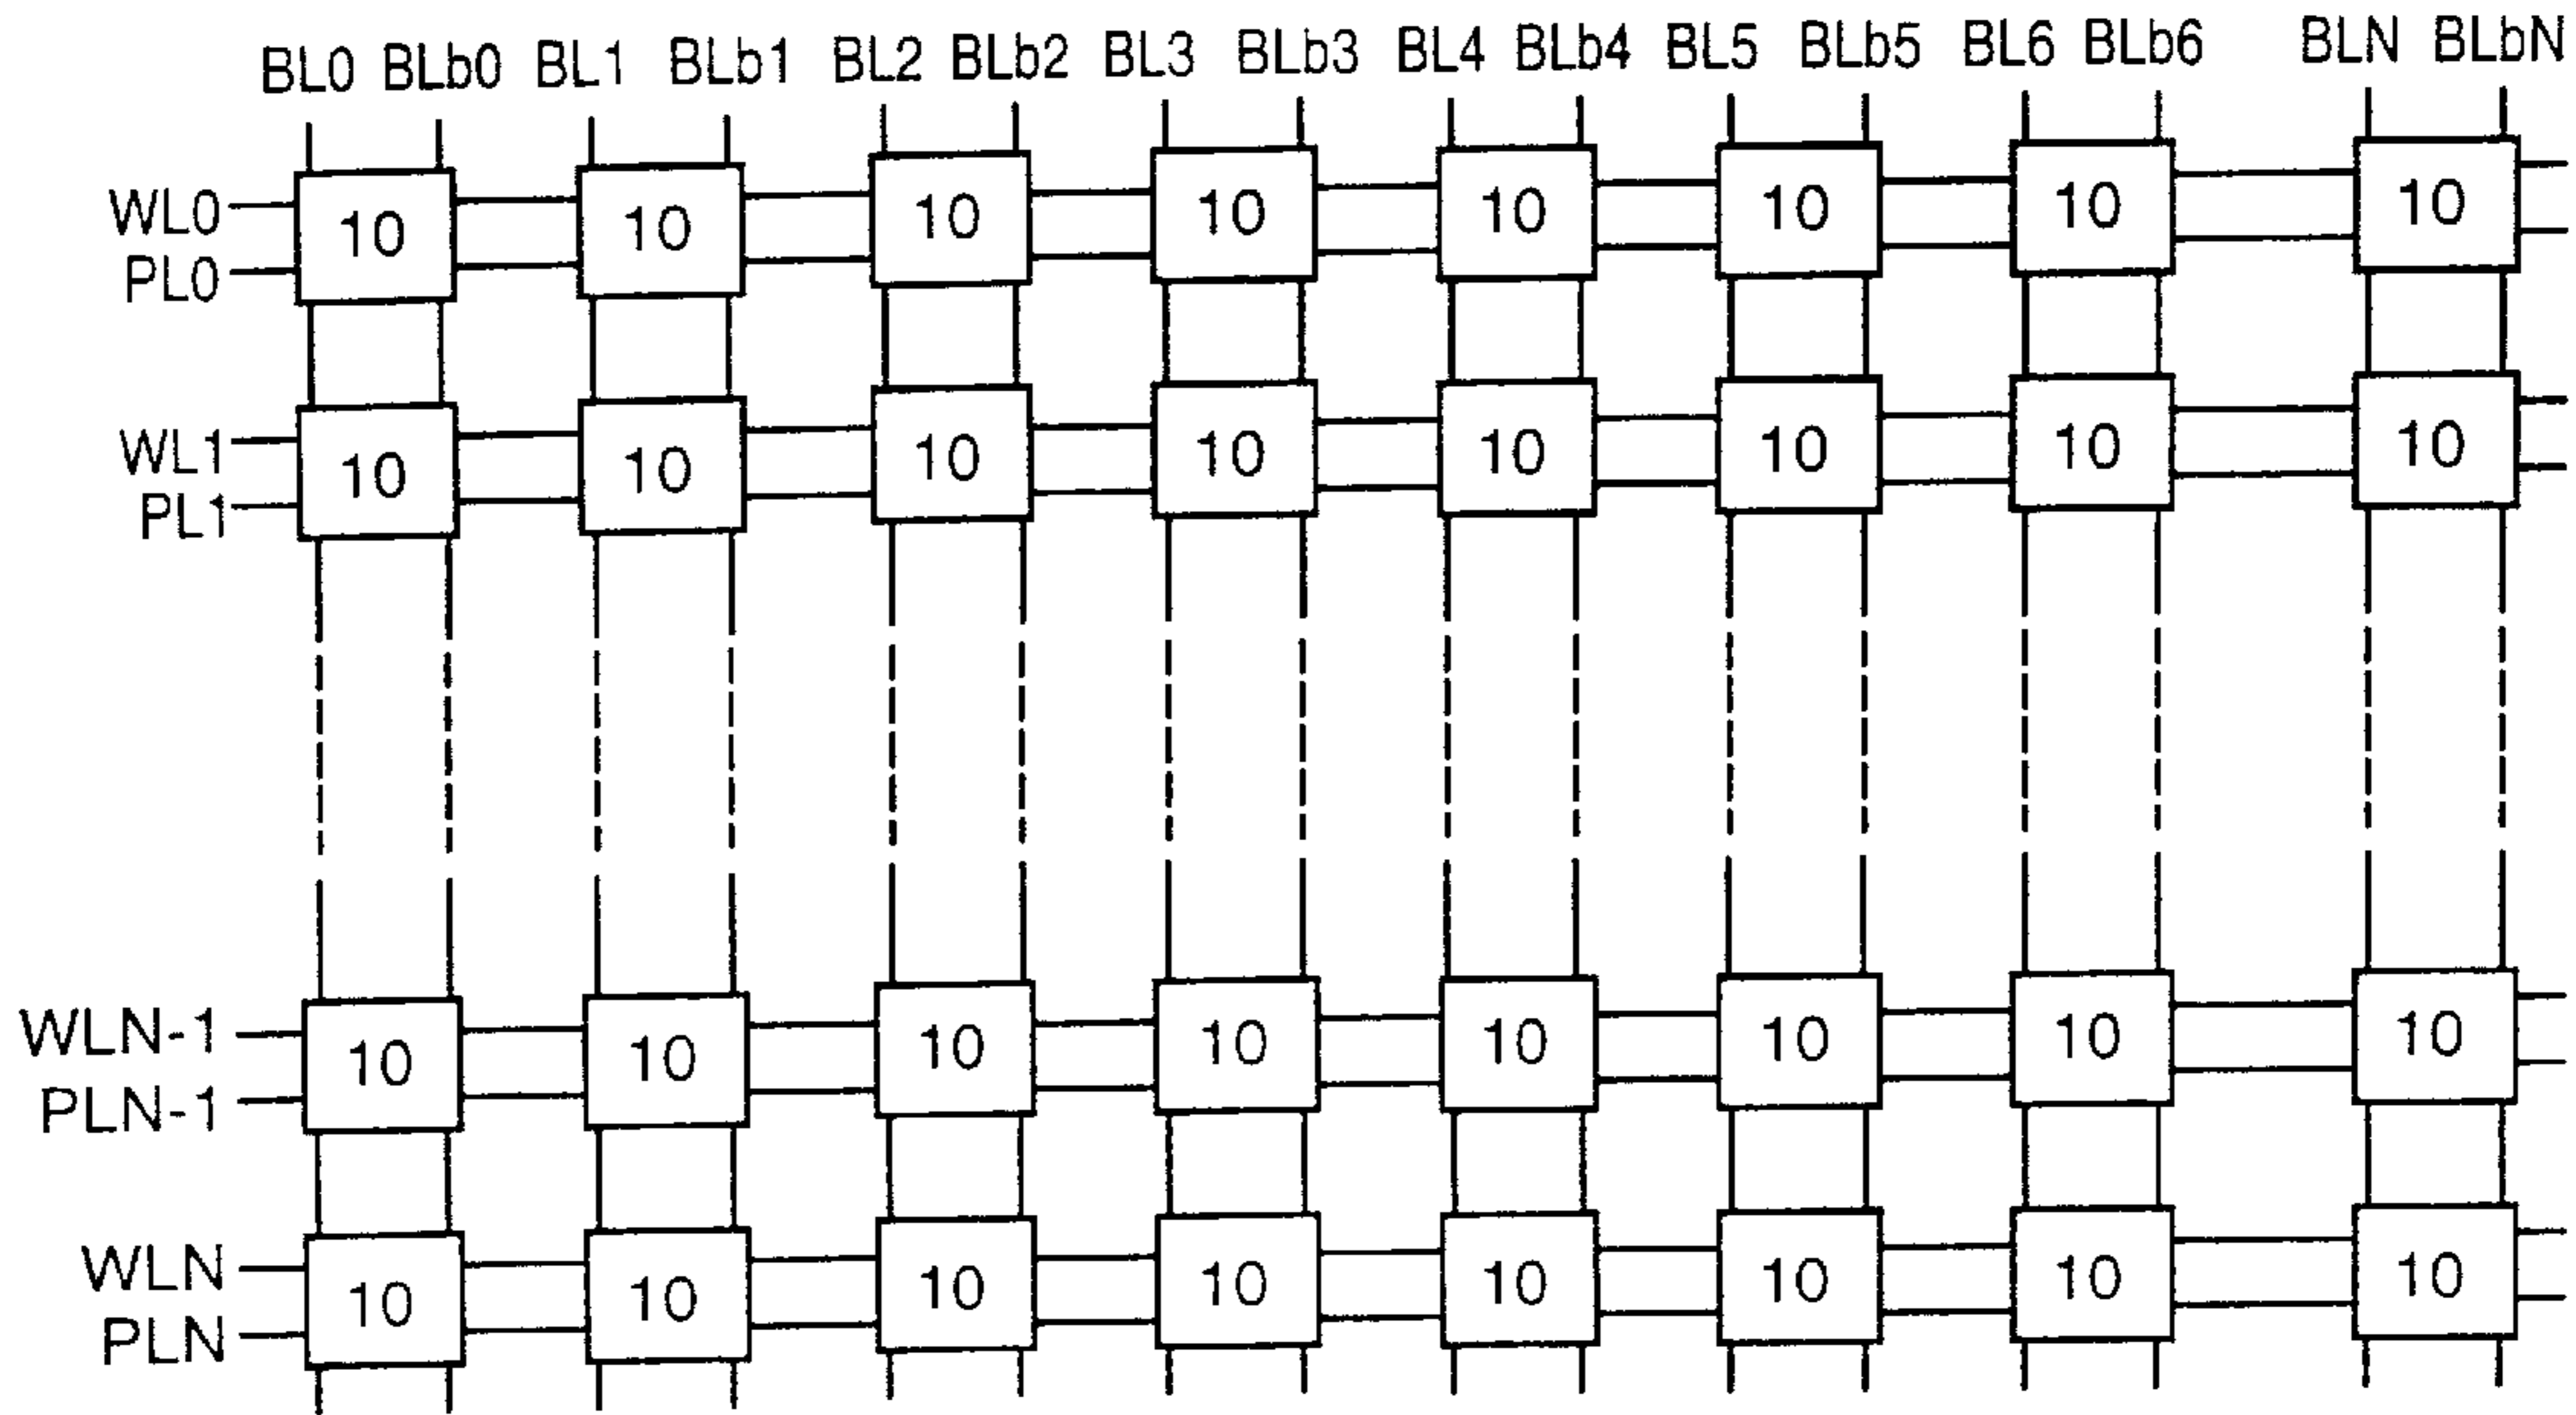 BL0 BLb0 BL1 BLb1 BL2 BLb2 BL3 BLb3 BL4 BLb4 BL5 BLb5 BL6 BLb6 BLN BLbN
WL0 10 10 10 10 10 10 10 10
PL0
WL1 10 10 10 10 10 10 10 10
PL1
WLN-1 10 10 10 10 10 10 10 10
PLN-1
WLN 10 10 10 10 10 10 10 10
PLN